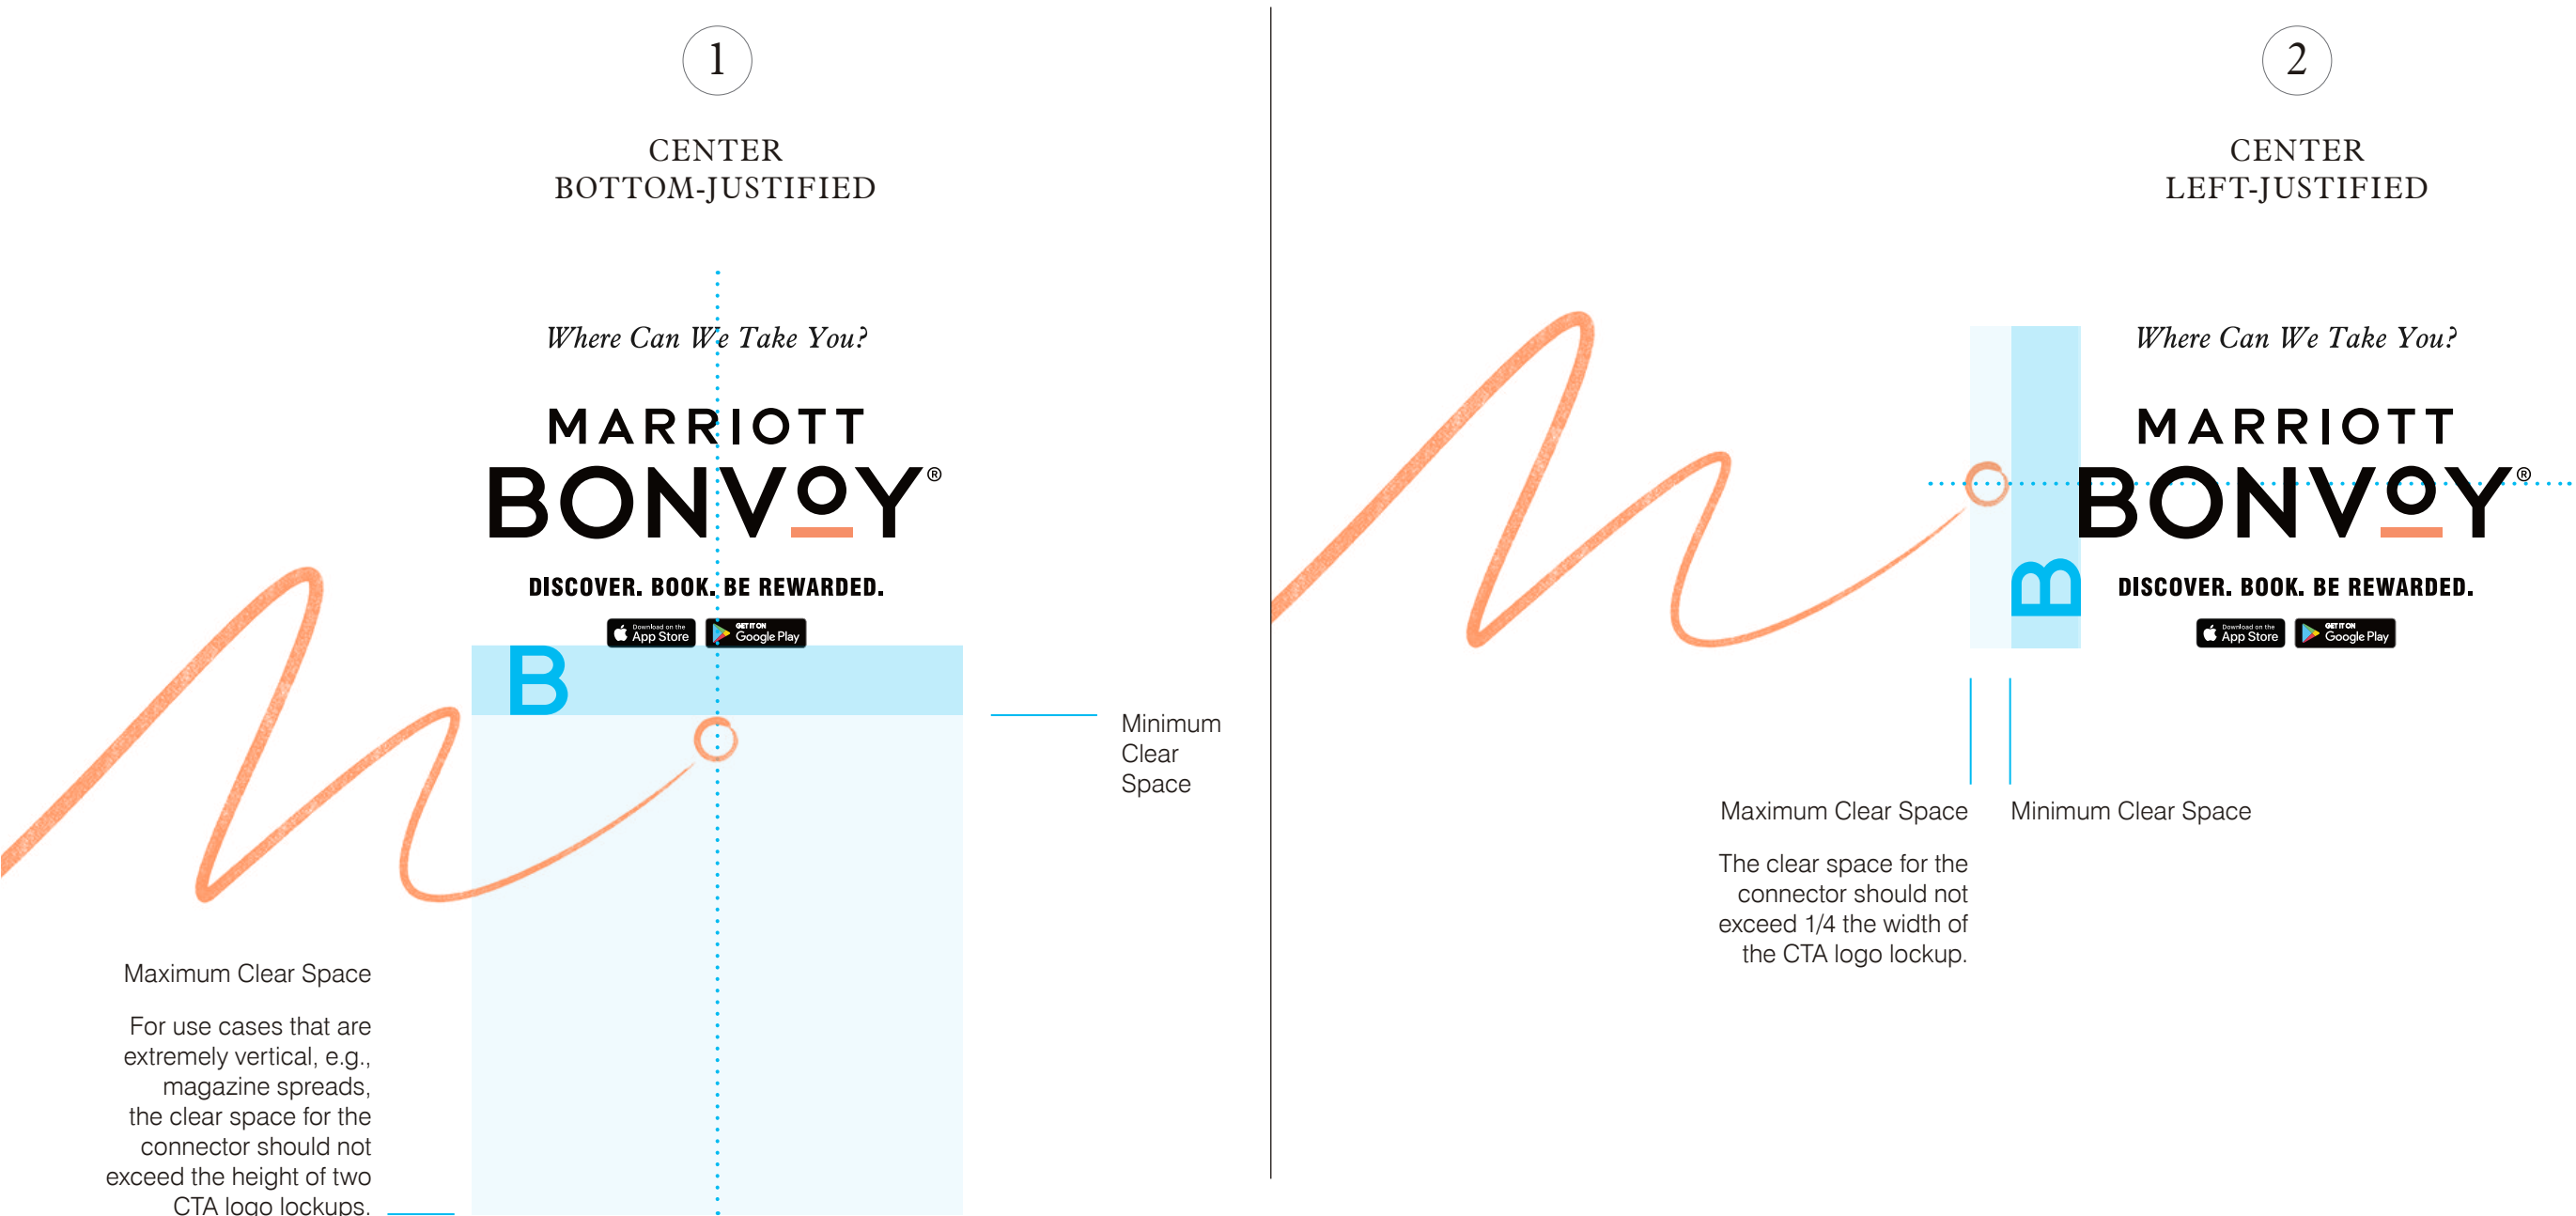 1
CENTER
BOTTOM-JUSTIFIED
Where Can We Take You?
MARRIOTT
BONVOY®
DISCOVER. BOOK. BE REWARDED.
Download on the
App Store
GET IT ON
Google Play
B
Minimum
Clear
Space
Maximum Clear Space
For use cases that are
extremely vertical, e.g.,
magazine spreads,
the clear space for the
connector should not
exceed the height of two
CTA logo lockups.
2
CENTER
LEFT-JUSTIFIED
Where Can We Take You?
MARRIOTT
BONVOY®
B
DISCOVER. BOOK. BE REWARDED.
Download on the
App Store
GET IT ON
Google Play
Maximum Clear Space
Minimum Clear Space
The clear space for the
connector should not
exceed 1/4 the width of
the CTA logo lockup.